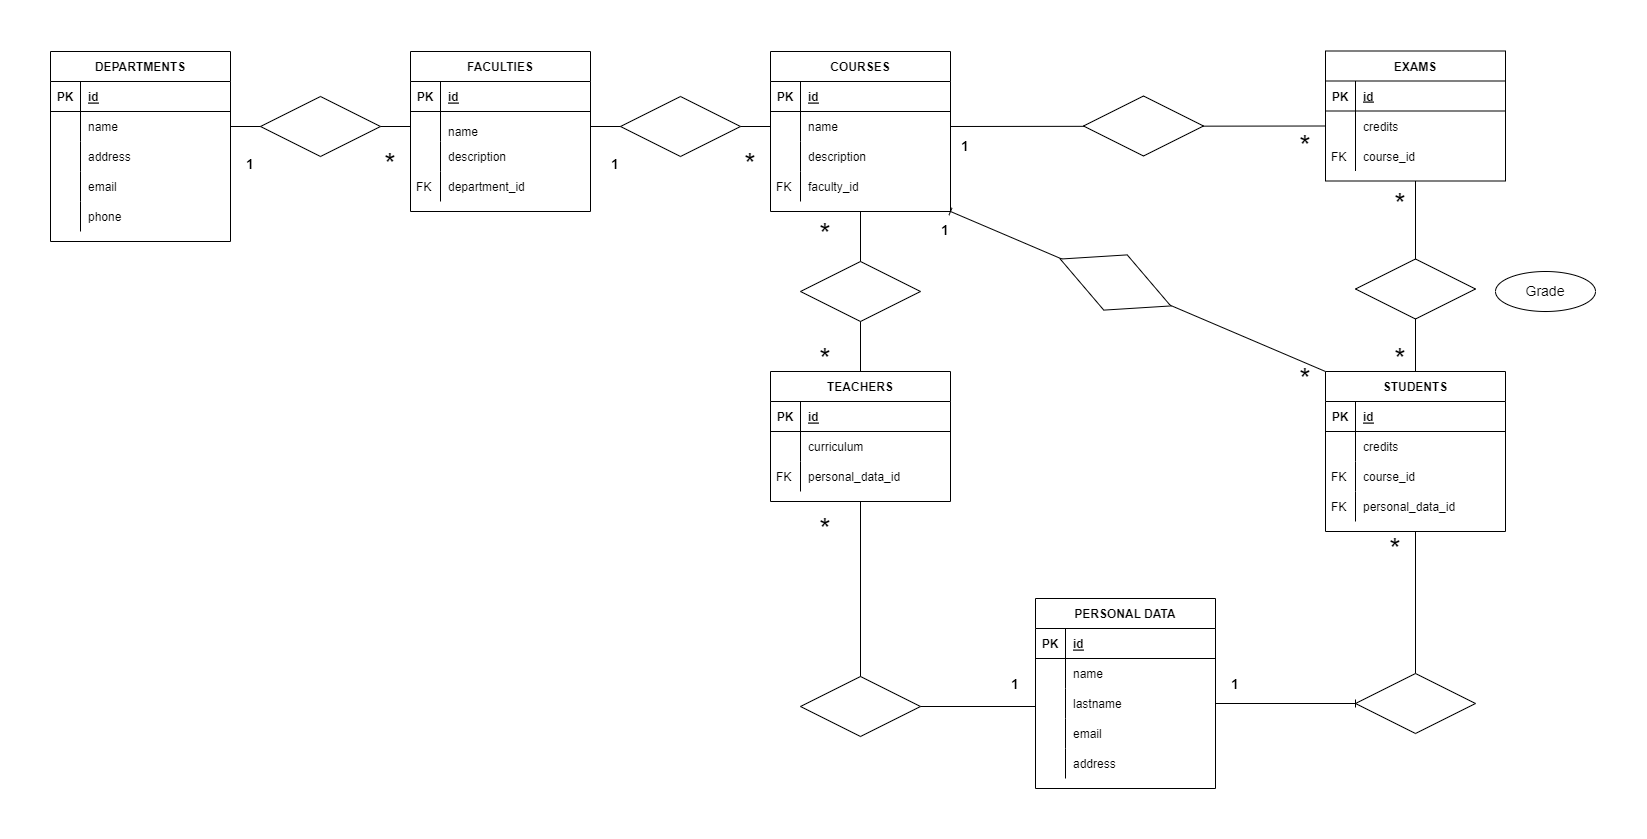 DEPARTMENTS
PK id
name
address
email
phone
1
*
FACULTIES
PK id
name
description
FK department_id
1
*
COURSES
PK id
name
description
FK faculty_id
1
*
EXAMS
PK id
credits
FK course_id
*
1
*
*
Grade
*
*
*
TEACHERS
PK id
curriculum
FK personal_data_id
*
STUDENTS
PK id
credits
FK course_id
FK personal_data_id
*
PERSONAL DATA
PK id
name
lastname
email
address
1
1